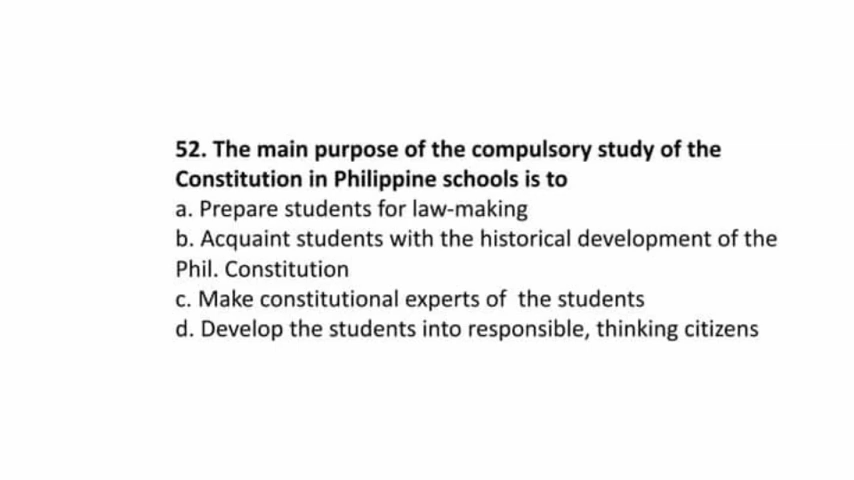 52. The main purpose of the compulsory study of the
Constitution in Philippine schools is to
a. Prepare students for law-making
b. Acquaint students with the historical development of the
Phil. Constitution
c. Make constitutional experts of the students
d. Develop the students into responsible, thinking citizens